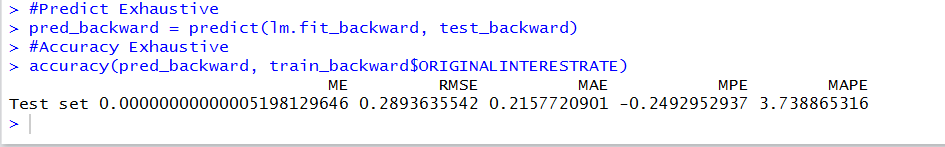 > #Predict Exhaustive
> pred_backward = predict(lm.fit_backward, test_backward)
> #Accuracy Exhaustive
> accuracy(pred_backward, train_backward$ORIGINALINTERESTRATE)
ME RMSE MAE MPE MAPE
Test set 0.00000000000005198129646 0.2893635542 0.2157720901 -0.2492952937 3.738865316
>